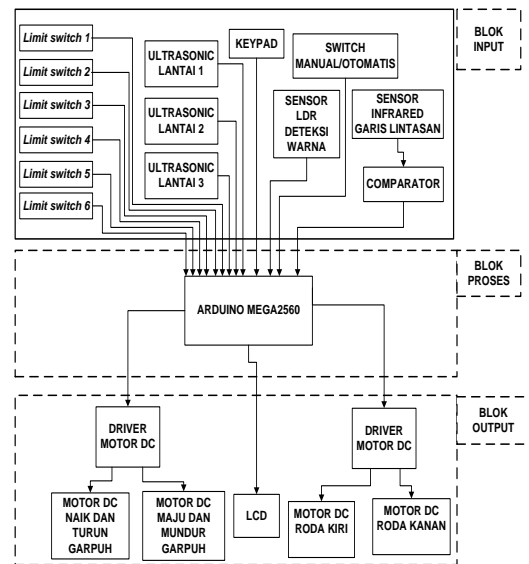 Limit switch 1
Limit switch 2
Limit switch 3
Limit switch 4
Limit switch 5
Limit switch 6
ULTRASONIC
LANTAI 1
ULTRASONIC
LANTAI 2
ULTRASONIC
LANTAI 3
KEYPAD
SWITCH
MANUAL/OTOMATIS
SENSOR
LDR
DETEKSI
WARNA
SENSOR
INFRARED
GARIS LINTASAN
COMPARATOR
BLOK
INPUT
ARDUINO MEGA2560
BLOK
PROSES
DRIVER
MOTOR DC
DRIVER
MOTOR DC
BLOK
OUTPUT
MOTOR DC
NAIK DAN
TURUN
GARPUH
MOTOR DC
MAJU DAN
MUNDUR
GARPUH
LCD
MOTOR DC
RODA KIRI
MOTOR DC
RODA KANAN